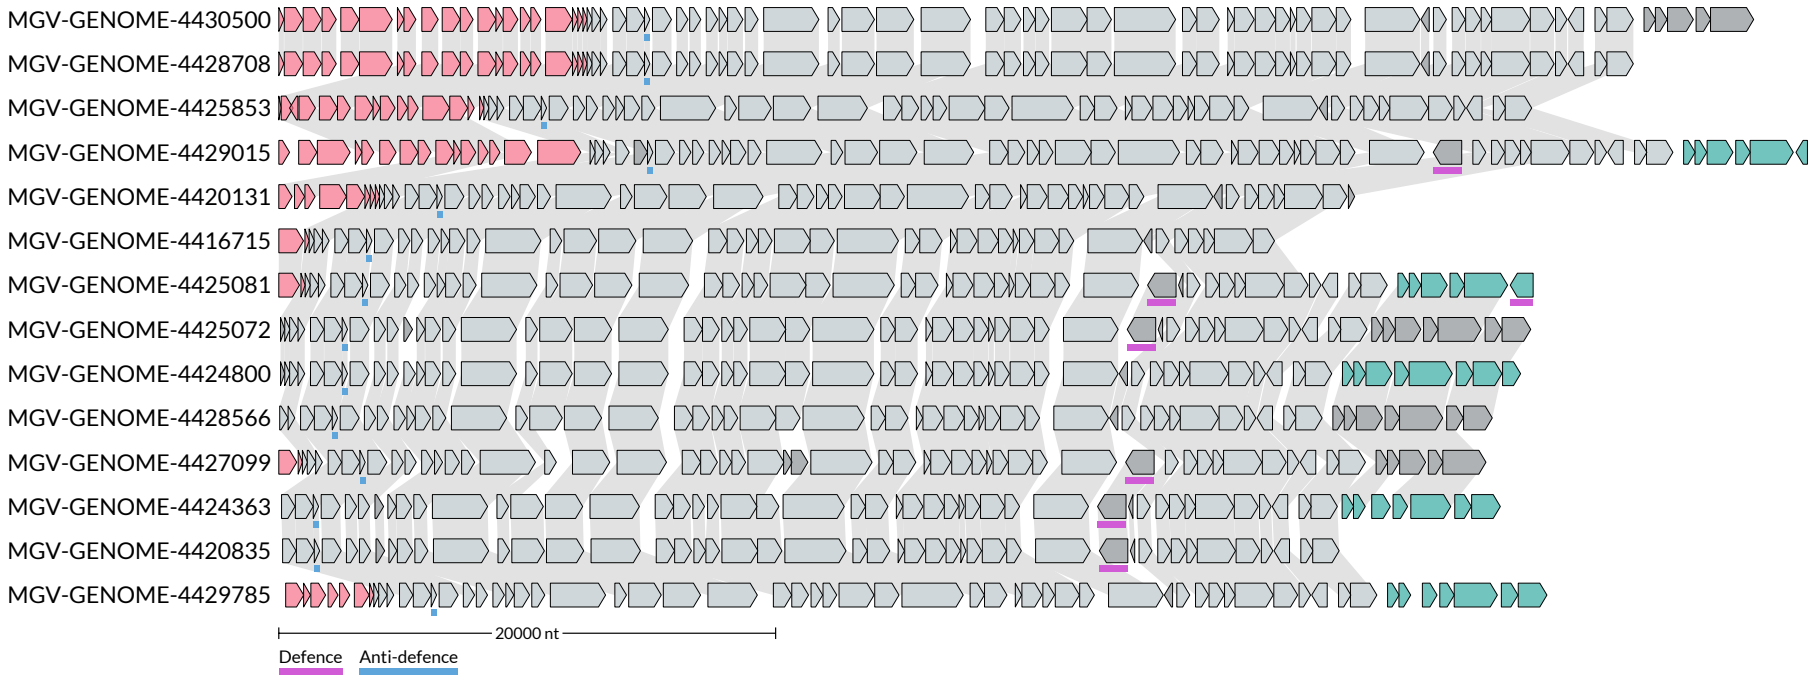 MGV-GENOME-4430500
MGV-GENOME-4428708
MGV-GENOME-4425853
MGV-GENOME-4429015
MGV-GENOME-4420131
MGV-GENOME-4416715
MGV-GENOME-4425081
MGV-GENOME-4425072
MGV-GENOME-4424800
MGV-GENOME-4428566
MGV-GENOME-4427099
MGV-GENOME-4424363
MGV-GENOME-4420835
MGV-GENOME-4429785
20000 nt
Defence Anti-defence